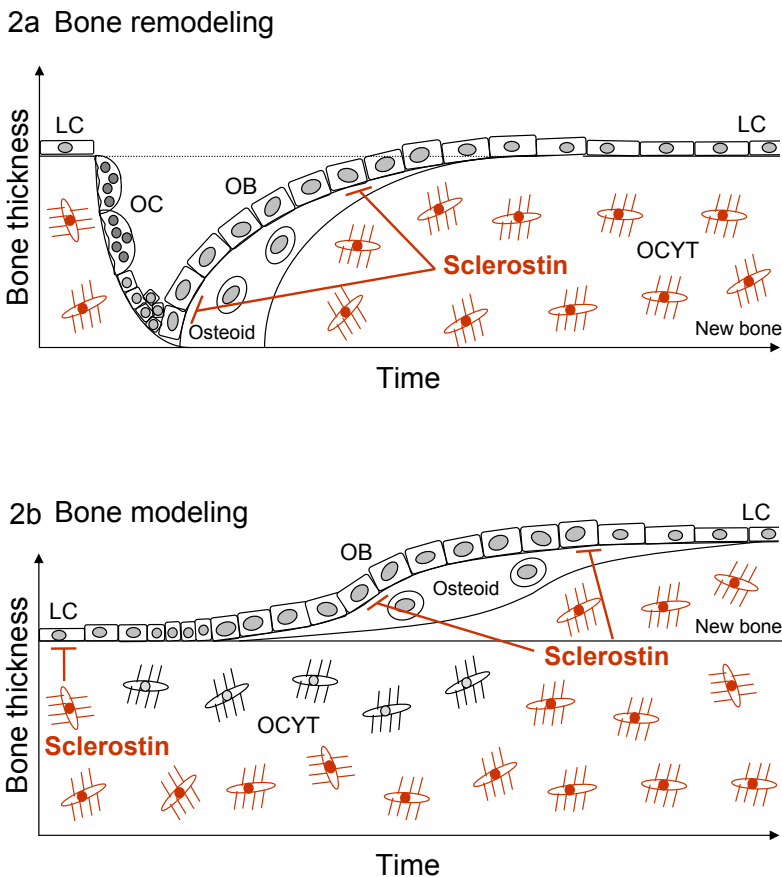 2a Bone remodeling
Bone thickness
LC
LC
OC
OB
OCYT
Sclerostin
Osteoid
New bone
Time
2b Bone modeling
Bone thickness
LC
OB
LC
Osteoid
New bone
Sclerostin
OCYT
Sclerostin
Time